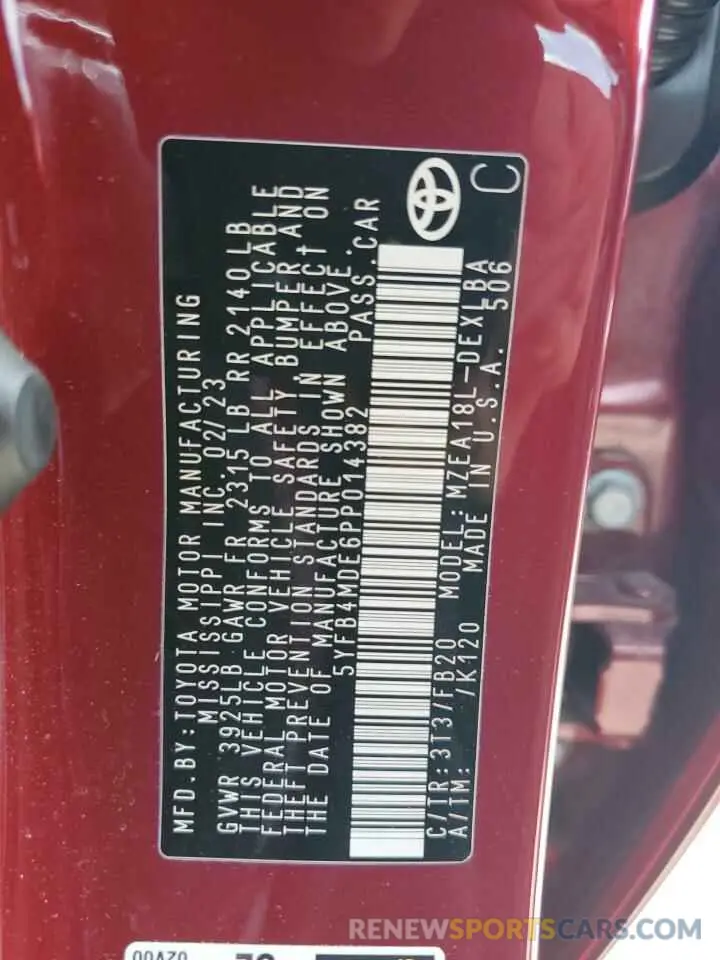 MFD. BY: TOYOTA MOTOR MANUFACTURING
MISSISSIPPI INC. 02/23
GVWR 3925LB GAWR FR 2315 LB RR 2140 LB
THIS VEHICLE CONFORMS TO ALL APPLICABLE
FEDERAL MOTOR VEHICLE SAFETY BUMPER, AND
THEFT PREVENTION STANDARDS IN EFFECT ON
THE DATE OF MANUFACTURE SHOWN ABOVE.
5YFB4MDE6PP014382 PASS. CAR
C/TR: 3T3/FB20 MODEL: MZEA18L-DEXLBA
A/TM: /K120 MADE IN U.S.A. 506
C
RENEWSPORTSCARS.COM